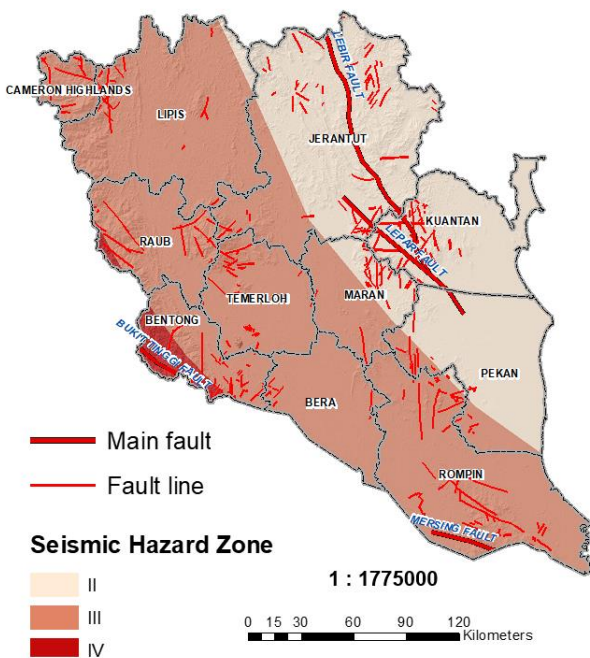 LEBIR FAULT
CAMERON HIGHLANDS
LIPIS
JERANTUT
KUANTAN
LEPAR FAULT
RAUB
TEMERLOH
MARAN
BENTONG
BUKIT TINGGI FAULT
PEKAN
BERA
Main fault
Fault line
ROMPIN
MERSING FAULT
Seismic Hazard Zone
1 : 1775000
II
III
IV
0 15 30 60 90 120
Kilometers